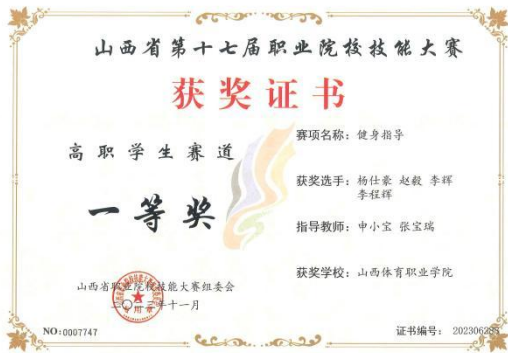 山西省第十七届职业院校技能大赛
获奖证书
高职学生赛道
一等奖
赛项名称：健身指导
获奖选手：杨仕豪 赵毅 李辉
李程辉
指导教师：申小宝 张宝瑞
获奖学校：山西体育职业学院
山西省职业院校技能大赛组委会
二〇二三年十一月
NO:0007747
证书编号：202306283